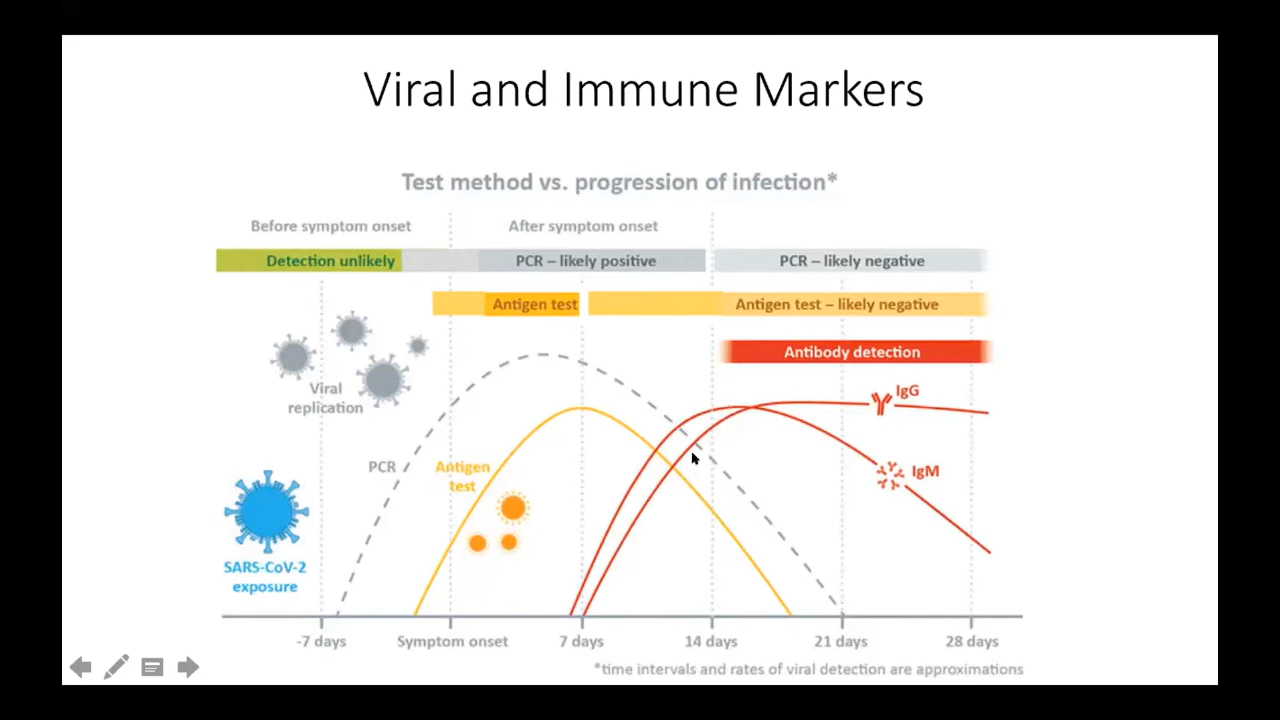 Viral and Immune Markers
Test method vs. progression of infection*
Before symptom onset
After symptom onset
Detection unlikely
PCR – likely positive
PCR – likely negative
Antigen test
Antigen test – likely negative
Antibody detection
Viral
replication
IgG
PCR
Antigen
test
IgM
SARS-CoV-2
exposure
-7 days
Symptom onset
7 days
14 days
21 days
28 days
*time intervals and rates of viral detection are approximations